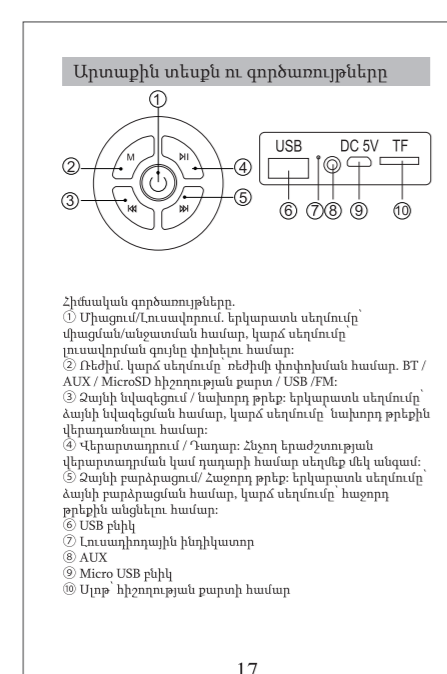 Արտաքին տեսքն ու գործառույթները
①
M
②
④
③
⑤
USB DC 5V TF
⑥ ⑦ ⑧ ⑨ ⑩
Հիմնական գործառույթները.
① Միացում/Լուսավորում. երկարատև սեղմումը՝
միացման/անջատման համար, կարճ սեղմումը՝
լուսավորման գույնը փոխելու համար:
② Ռեժիմ. կարճ սեղմումը՝ ռեժիմի փոփոխման համար. BT /
AUX / MicroSD հիշողության քարտ / USB /FM:
③ Ձայնի նվազեցում / նախորդ թրեք: երկարատև սեղմումը՝
ձայնի նվազեցման համար, կարճ սեղմումը՝ նախորդ թրեքին
վերադառնալու համար:
④ Վերարտադրում / Դադար: Հնչող երաժշտության
վերարտադրման կամ դադարի համար սեղմեք մեկ անգամ:
⑤ Ձայնի բարձրացում/ Հաջորդ թրեք: երկարատև սեղմումը՝
ձայնի բարձրացման համար, կարճ սեղմումը՝ հաջորդ
թրեքին անցնելու համար:
⑥ USB բնիկ
⑦ Լուսադիոդային ինդիկատոր
⑧ AUX
⑨ Micro USB բնիկ
⑩ Սլոթ՝ հիշողության քարտի համար
17